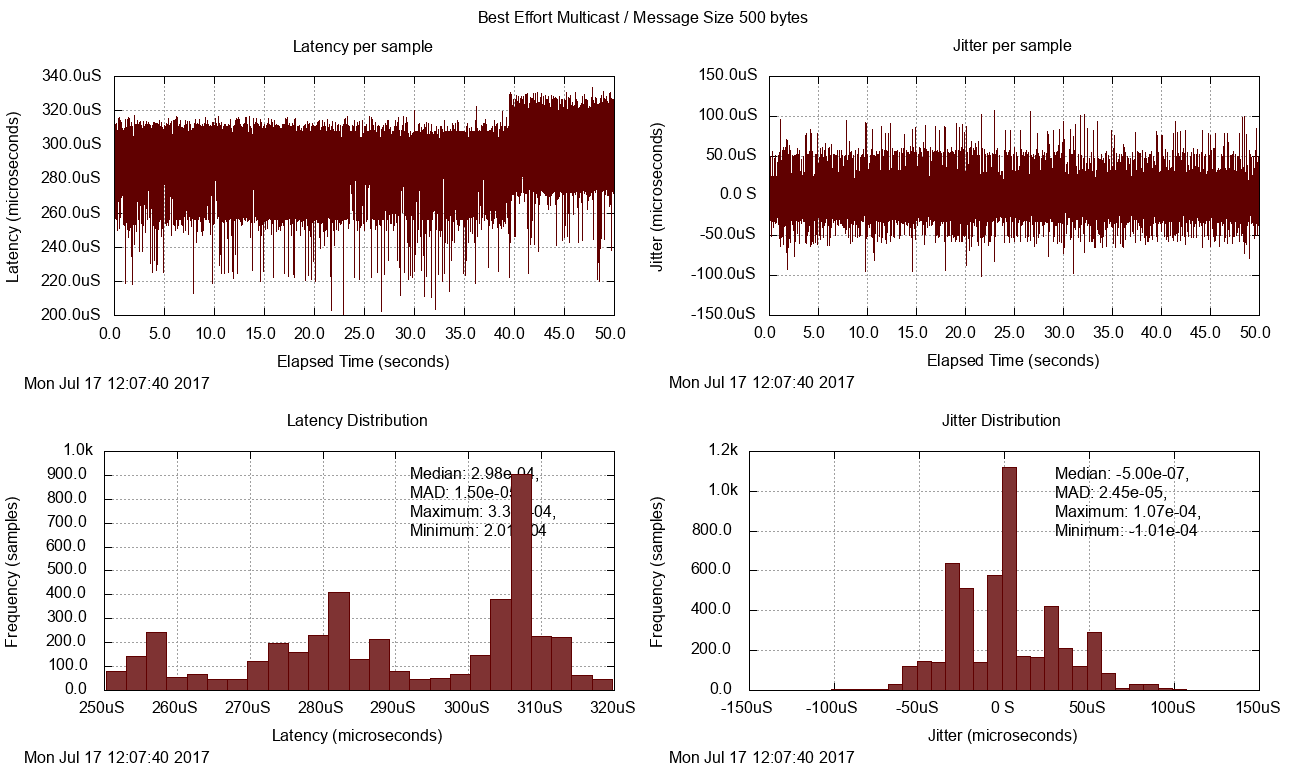 Best Effort Multicast / Message Size 500 bytes
Latency per sample
340.0uS
320.0uS
300.0uS
280.0uS
260.0uS
240.0uS
220.0uS
200.0uS
Latency (microseconds)
0.0 5.0 10.0 15.0 20.0 25.0 30.0 35.0 40.0 45.0 50.0
Elapsed Time (seconds)
Mon Jul 17 12:07:40 2017
Jitter per sample
150.0uS
100.0uS
50.0uS
0.0 S
-50.0uS
-100.0uS
-150.0uS
Jitter (microseconds)
0.0 5.0 10.0 15.0 20.0 25.0 30.0 35.0 40.0 45.0 50.0
Elapsed Time (seconds)
Mon Jul 17 12:07:40 2017
Latency Distribution
1.0k
900.0
800.0
700.0
600.0
500.0
400.0
300.0
200.0
100.0
0.0
Frequency (samples)
Median: 2.98e-04,
MAD: 1.50e-05,
Maximum:
Minimum:
250uS 260uS 270uS 280uS 290uS 300uS 310uS 320uS
Latency (microseconds)
Mon Jul 17 12:07:40 2017
Jitter Distribution
1.2k
1.0k
800.0
600.0
400.0
200.0
0.0
Frequency (samples)
Median: -5.00e-07,
MAD: 2.45e-05,
Maximum: 1.07e-04,
Minimum: -1.01e-04
-150uS -100uS -50uS 0 S 50uS 100uS 150uS
Jitter (microseconds)
Mon Jul 17 12:07:40 2017